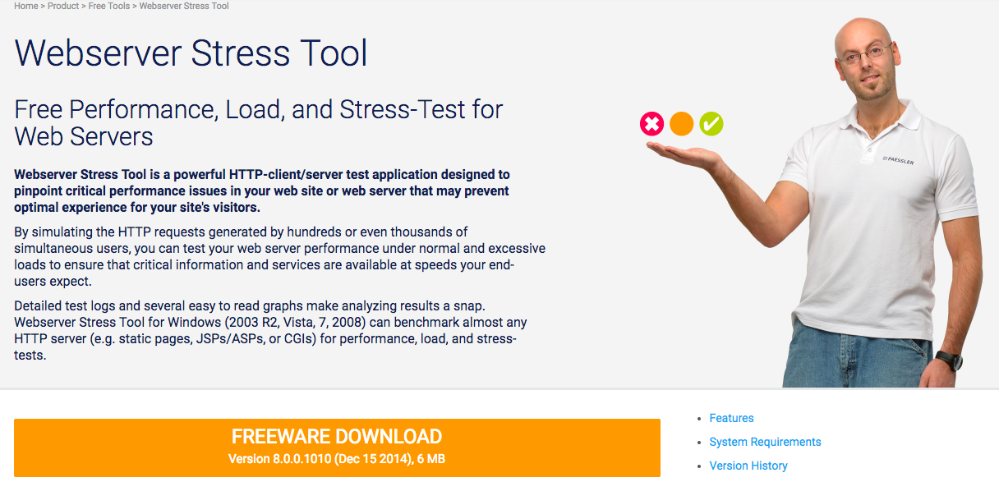 Home > Product > Free Tools > Webserver Stress Tool
Webserver Stress Tool
Free Performance, Load, and Stress-Test for
Web Servers
Webserver Stress Tool is a powerful HTTP-client/server test application designed to
pinpoint critical performance issues in your web site or web server that may prevent
optimal experience for your site's visitors.
By simulating the HTTP requests generated by hundreds or even thousands of
simultaneous users, you can test your web server performance under normal and excessive
loads to ensure that critical information and services are available at speeds your end-
users expect.
Detailed test logs and several easy to read graphs make analyzing results a snap.
Webserver Stress Tool for Windows (2003 R2, Vista, 7, 2008) can benchmark almost any
HTTP server (e.g. static pages, JSPs/ASPs, or CGIs) for performance, load, and stress-
tests.
PAESSLER
FREEWARE DOWNLOAD
Version 8.0.0.1010 (Dec 15 2014), 6 MB
Features
System Requirements
Version History